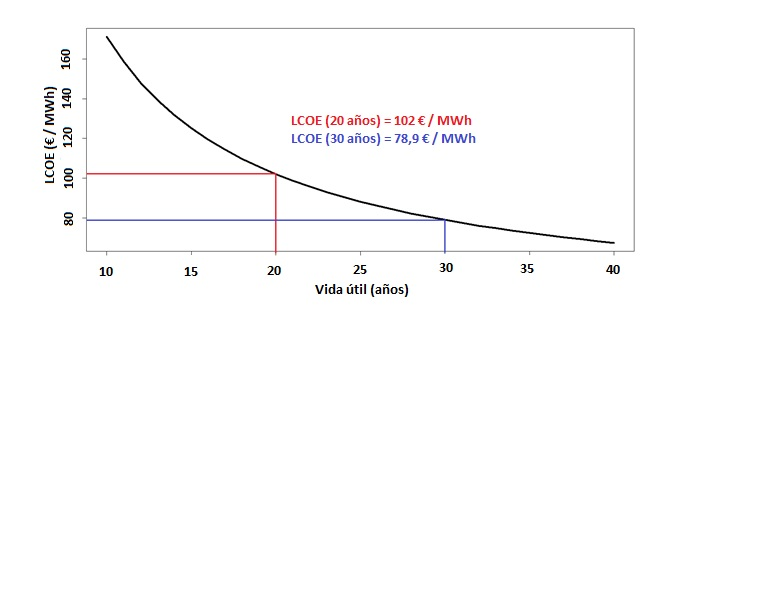 LCOE (€ / MWh)
160
140
120
100
80
LCOE (20 años) = 102 € / MWh
LCOE (30 años) = 78,9 € / MWh
10 15 20 25 30 35 40
Vida útil (años)